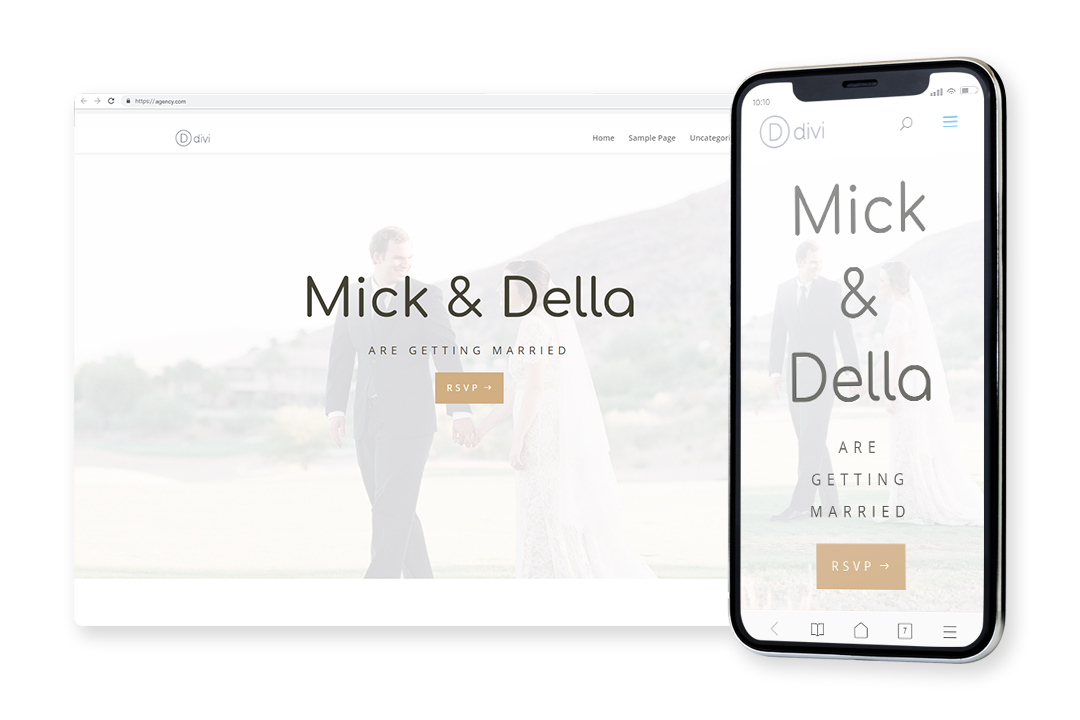 https://agency.com
D divi
Home Sample Page
Mick & Della
ARE GETTING MARRIED
RSVP →
10:10
D divi
Mick
&
Della
ARE
GETTING
MARRIED
RSVP →
7